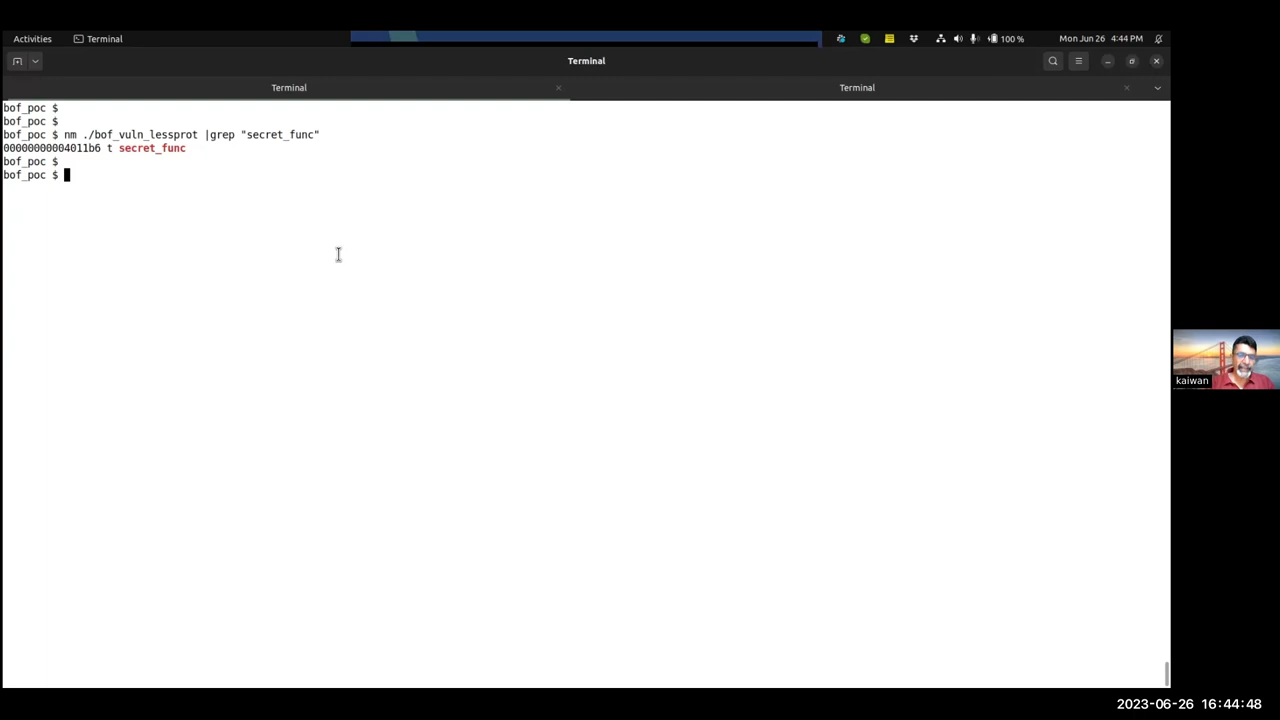 Activities Terminal 100 % Mon Jun 26 4:44 PM
Terminal
Terminal Terminal
bof_poc $
bof_poc $
bof_poc $ nm ./bof_vuln_lessprot |grep "secret_func"
00000000004011b6 t secret_func
bof_poc $
bof_poc $
kaiwan
2023-06-26 16:44:48